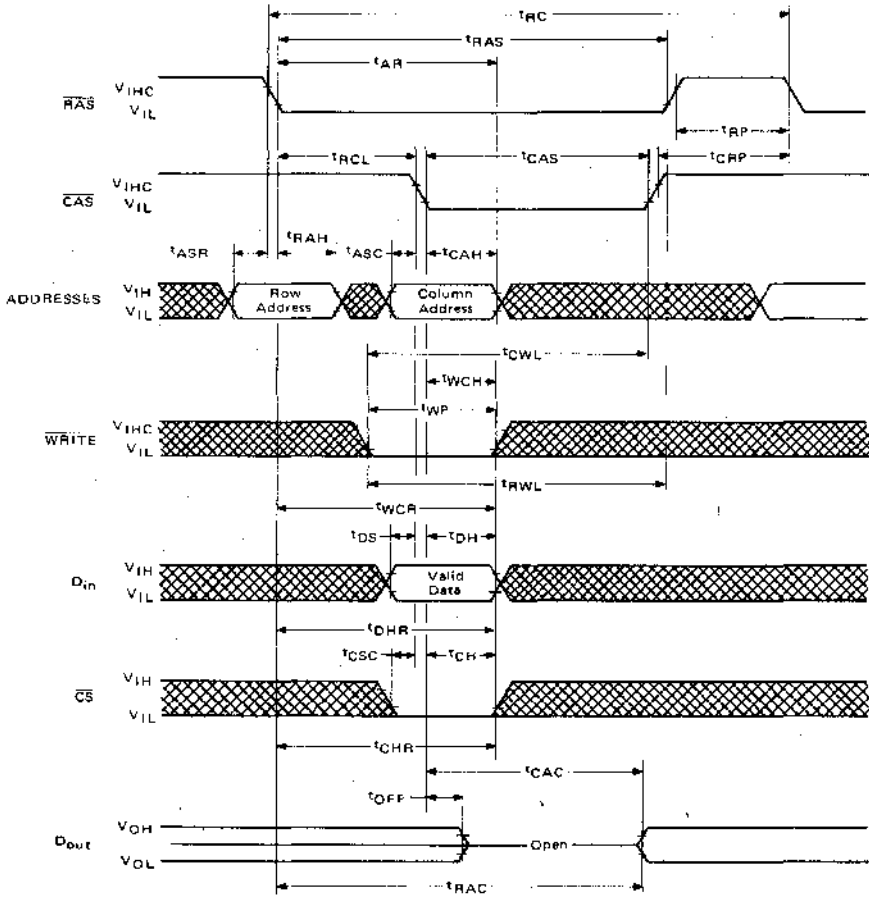 tRC
tRAS
tAR
RAS VIHC
VIL
tRP
tRCL tCAS tCRP
CAS VIHC
VIL
tASR tRAH tASC tCAH
ADDRESSES VIH Row Address Column Address
VIL
tCWL
tWCH
tWP
WRITE VIHC
VIL
tRWL
tWCR
tDS tDH
Din VIH Valid Data
VIL
tDHR
tCSC tCH
CS VIH
VIL
tCHR
tCAC
tOFF
Dout VOH
Open
VOL
tRAC